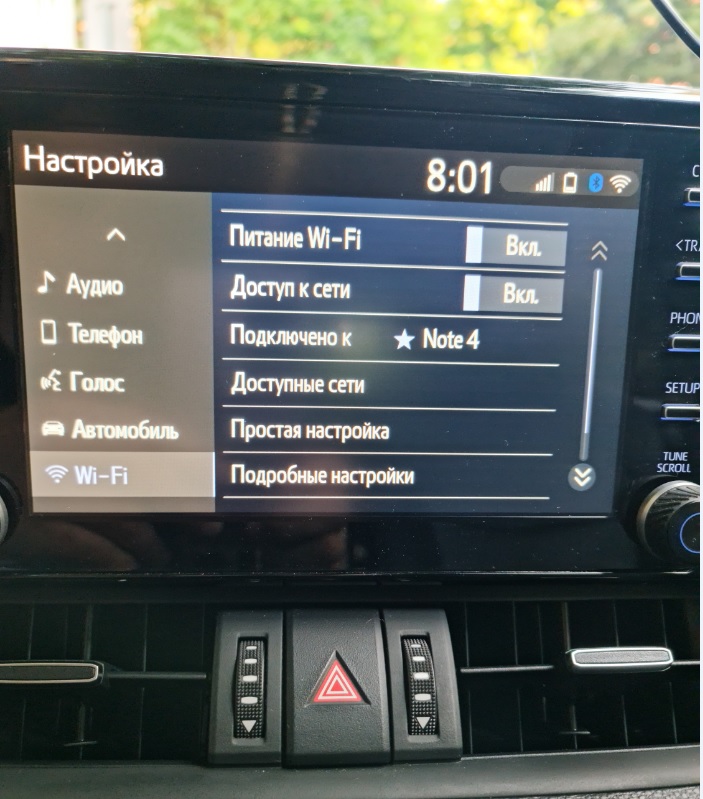 Настройка 8:01
Питание Wi-Fi Вкл.
Аудио
Доступ к сети Вкл.
Телефон
Подключено к ★ Note 4
Голос
Доступные сети
Автомобиль
Простая настройка
Wi-Fi
Подробные настройки
SETUP
TUNE
SCROLL